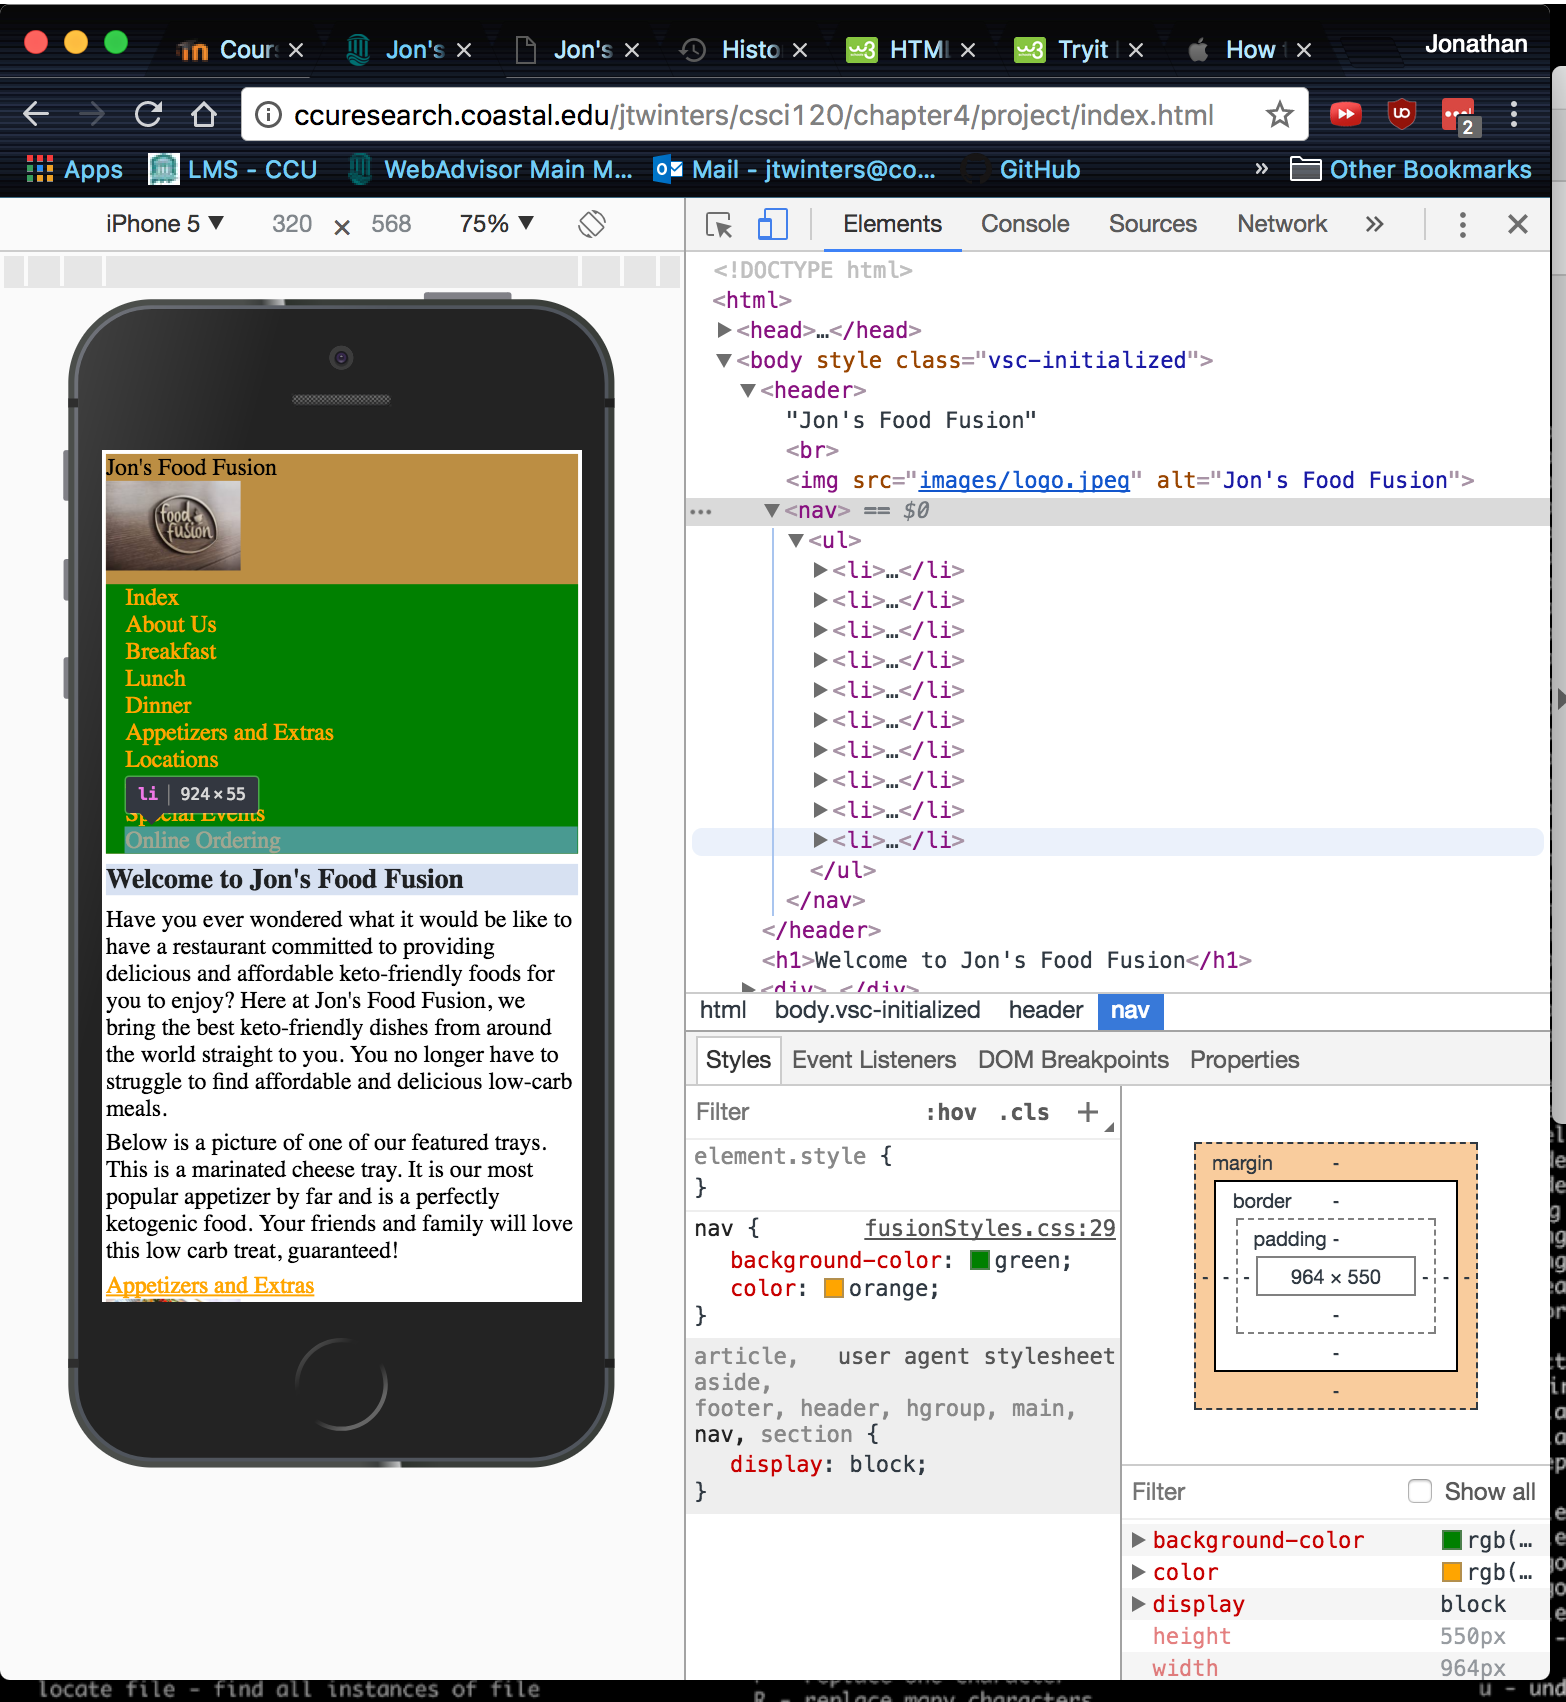 Cour
Jon's
Jon's
Histo
HTML
Tryit
How
Jonathan
ccuresearch.coastal.edu/jtwinters/csci120/chapter4/project/index.html
2
Apps
LMS - CCU
WebAdvisor Main M...
Mail - jtwinters@co...
GitHub
»
Other Bookmarks
iPhone 5 ▼ 320 × 568 75% ▼
Elements Console Sources Network »
Jon's Food Fusion
food
fusion
Index
About Us
Breakfast
Lunch
Dinner
Appetizers and Extras
Locations
li | 924×55
Special Events
Online Ordering
Welcome to Jon's Food Fusion
Have you ever wondered what it would be like to
have a restaurant committed to providing
delicious and affordable keto-friendly foods for
you to enjoy? Here at Jon's Food Fusion, we
bring the best keto-friendly dishes from around
the world straight to you. You no longer have to
struggle to find affordable and delicious low-carb
meals.
Below is a picture of one of our featured trays.
This is a marinated cheese tray. It is our most
popular appetizer by far and is a perfectly
ketogenic food. Your friends and family will love
this low carb treat, guaranteed!
Appetizers and Extras
<!DOCTYPE html>
<html>
▶<head>…</head>
▼<body style class="vsc-initialized">
▼<header>
"Jon's Food Fusion"
<br>
<img src="images/logo.jpeg" alt="Jon's Food Fusion">
… ▼<nav> == $0
▼<ul>
▶<li>…</li>
▶<li>…</li>
▶<li>…</li>
▶<li>…</li>
▶<li>…</li>
▶<li>…</li>
▶<li>…</li>
▶<li>…</li>
▶<li>…</li>
▶<li>…</li>
</ul>
</nav>
</header>
<h1>Welcome to Jon's Food Fusion</h1>
▶<div>…</div>
html body.vsc-initialized header nav
Styles Event Listeners DOM Breakpoints Properties
Filter :hov .cls +
element.style {
}
nav { fusionStyles.css:29
background-color: green;
color: orange;
}
article, user agent stylesheet
aside,
footer, header, hgroup, main,
nav, section {
display: block;
}
margin -
border -
padding -
- - - 964 × 550 - - -
-
-
-
Filter Show all
▶ background-color rgb(…
▶ color rgb(…
▶ display block
height 550px
width 964px
locate file - find all instances of file
R - replace many characters